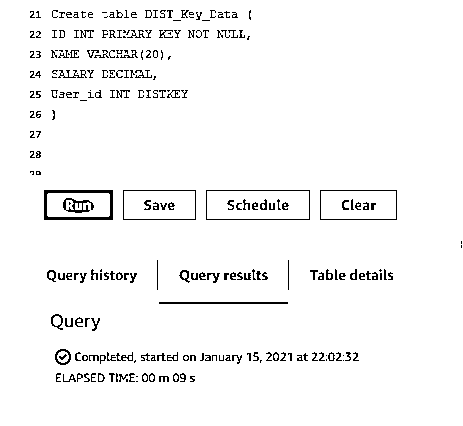 21 Create table DIST_Key_Data (
22 ID INT PRIMARY KEY NOT NULL,
23 NAME VARCHAR(20),
24 SALARY DECIMAL,
25 User_id INT DISTKEY
26 )
27
28
29
Run Save Schedule Clear
Query history Query results Table details
Query
Completed, started on January 15, 2021 at 22:02:32
ELAPSED TIME: 00 m 09 s